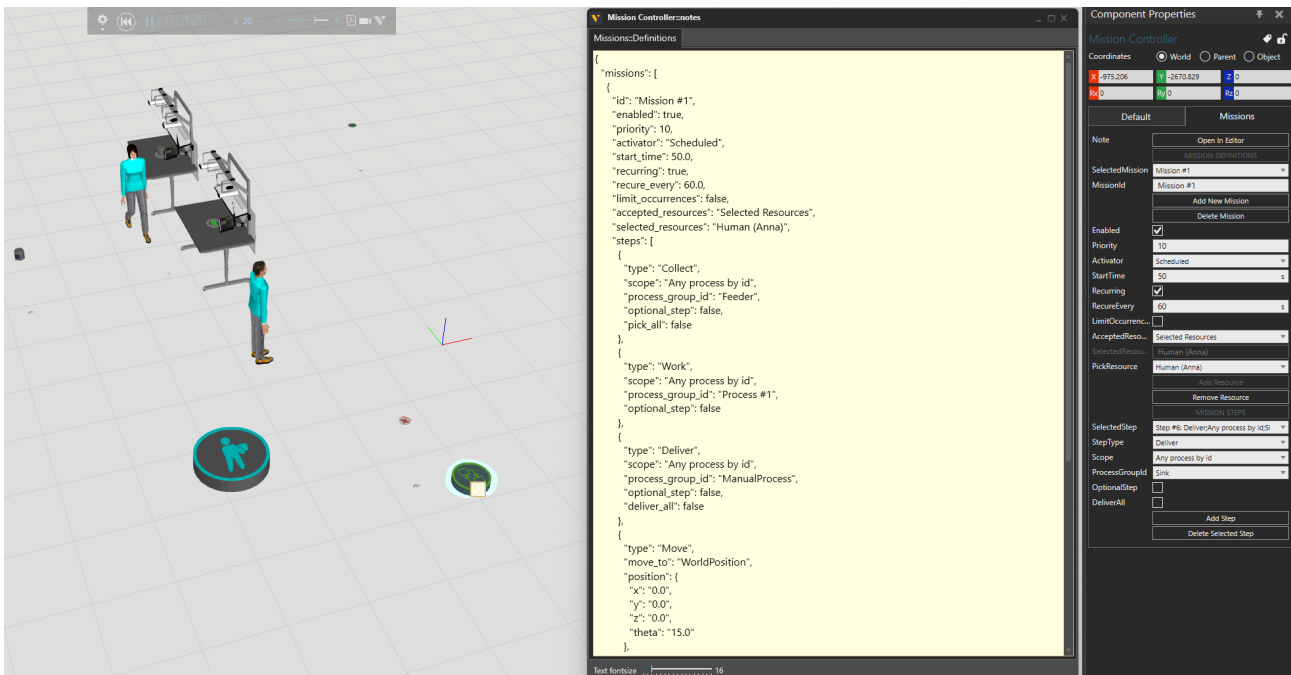 0:01:28 x 20
Mission Controller::notes
Missions::Definitions
{
"missions": [
{
"id": "Mission #1",
"enabled": true,
"priority": 10,
"activator": "Scheduled",
"start_time": 50.0,
"recurring": true,
"recure_every": 60.0,
"limit_occurrences": false,
"accepted_resources": "Selected Resources",
"selected_resources": "Human (Anna)",
"steps": [
{
"type": "Collect",
"scope": "Any process by id",
"process_group_id": "Feeder",
"optional_step": false,
"pick_all": false
},
{
"type": "Work",
"scope": "Any process by id",
"process_group_id": "Process #1",
"optional_step": false
},
{
"type": "Deliver",
"scope": "Any process by id",
"process_group_id": "ManualProcess",
"optional_step": false,
"deliver_all": false
},
{
"type": "Move",
"move_to": "WorldPosition",
"position": {
"x": "0.0",
"y": "0.0",
"z": "0.0",
"theta": "15.0"
},
Text fontsize 16
Component Properties
Mission Controller
Coordinates World Parent Object
X -975.206 Y -2670.829 Z 0
Rx 0 Ry 0 Rz 0
Default Missions
Note Open In Editor
MISSION DEFINITIONS
SelectedMission Mission #1
MissionId Mission #1
Add New Mission
Delete Mission
Enabled
Priority 10
Activator Scheduled
StartTime 50 s
Recurring
RecureEvery 60 s
LimitOccurrenc...
AcceptedReso... Selected Resources
SelectedResou... Human (Anna)
PickResource Human (Anna)
Add Resource
Remove Resource
MISSION STEPS
SelectedStep Step #6: Deliver;Any process by id;Si
StepType Deliver
Scope Any process by id
ProcessGroupId Sink
OptionalStep
DeliverAll
Add Step
Delete Selected Step